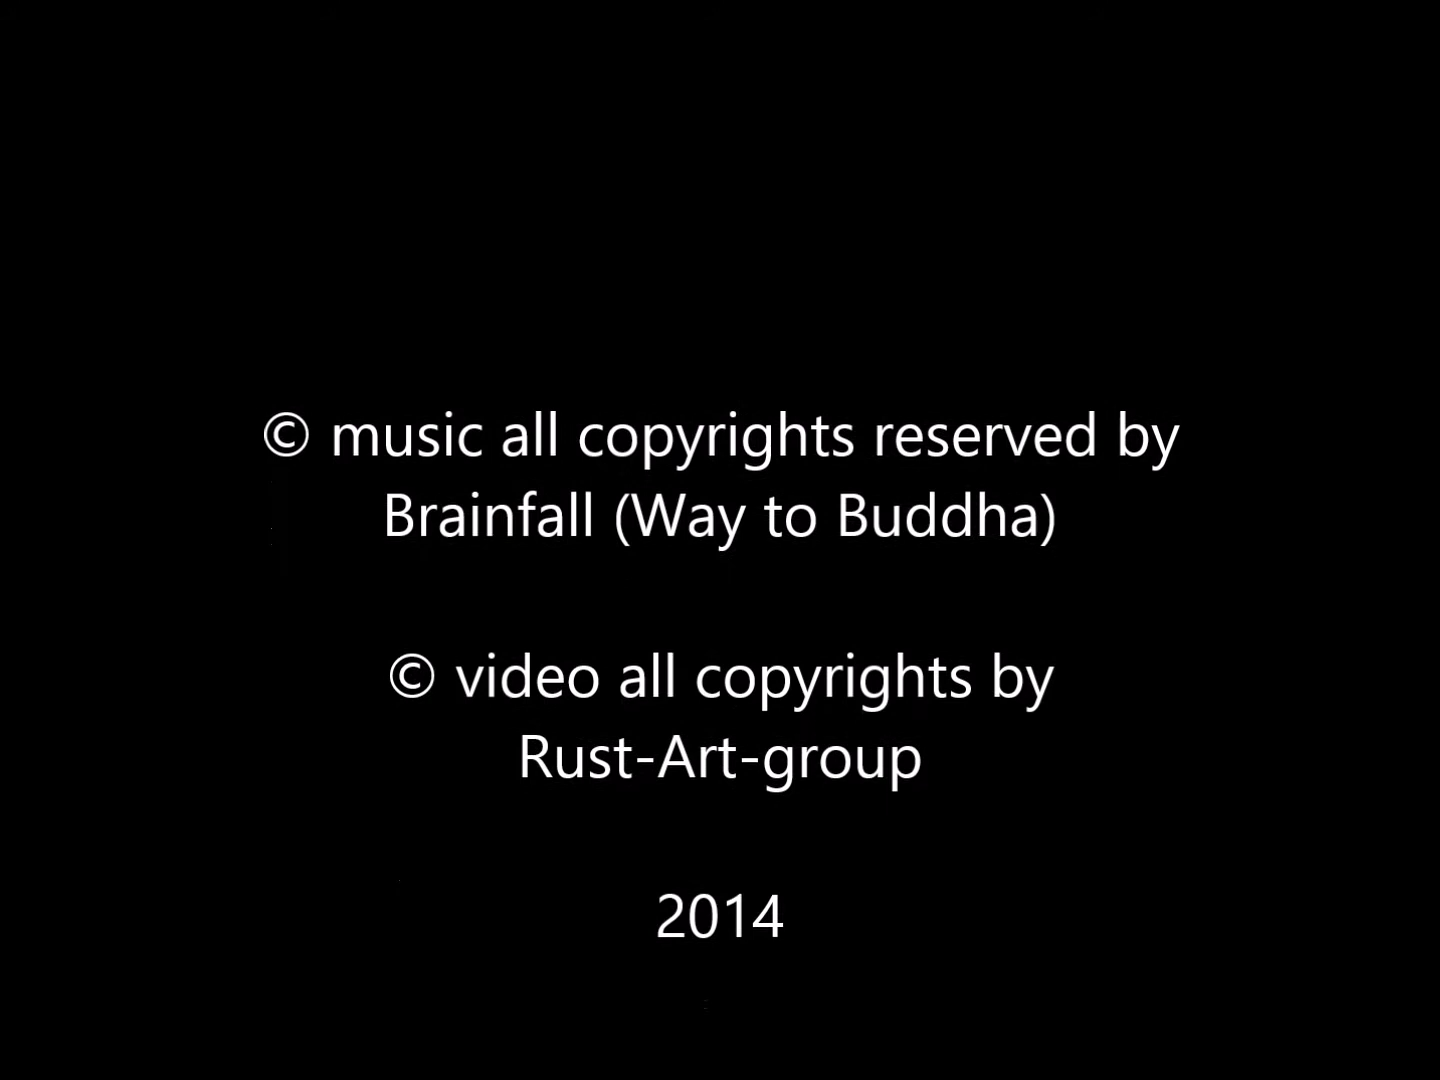 © music all copyrights reserved by
Brainfall (Way to Buddha)
© video all copyrights by
Rust-Art-group
2014